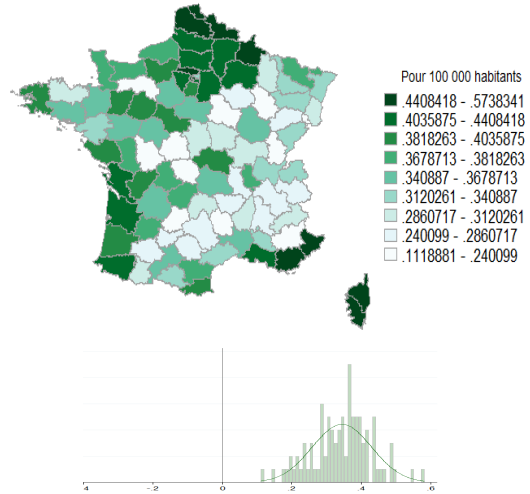 Pour 100 000 habitants
.4408418 - .5738341
.4035875 - .4408418
.3818263 - .4035875
.3678713 - .3818263
.340887 - .3678713
.3120261 - .340887
.2860717 - .3120261
.240099 - .2860717
.1118881 - .240099
.4 -.2 0 .2 .4 .6